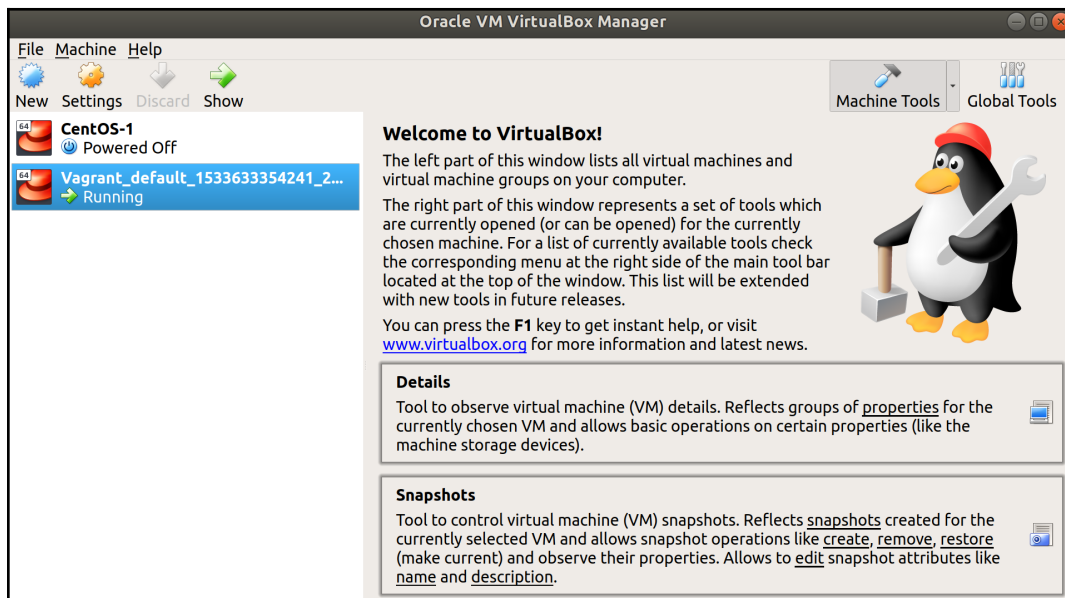 Oracle VM VirtualBox Manager
File Machine Help
New Settings Discard Show
Machine Tools Global Tools
64
CentOS-1
Powered Off
64
Vagrant_default_1533633354241_2...
Running
Welcome to VirtualBox!
The left part of this window lists all virtual machines and
virtual machine groups on your computer.
The right part of this window represents a set of tools which
are currently opened (or can be opened) for the currently
chosen machine. For a list of currently available tools check
the corresponding menu at the right side of the main tool bar
located at the top of the window. This list will be extended
with new tools in future releases.
You can press the F1 key to get instant help, or visit
www.virtualbox.org for more information and latest news.
Details
Tool to observe virtual machine (VM) details. Reflects groups of properties for the
currently chosen VM and allows basic operations on certain properties (like the
machine storage devices).
Snapshots
Tool to control virtual machine (VM) snapshots. Reflects snapshots created for the
currently selected VM and allows snapshot operations like create, remove, restore
(make current) and observe their properties. Allows to edit snapshot attributes like
name and description.